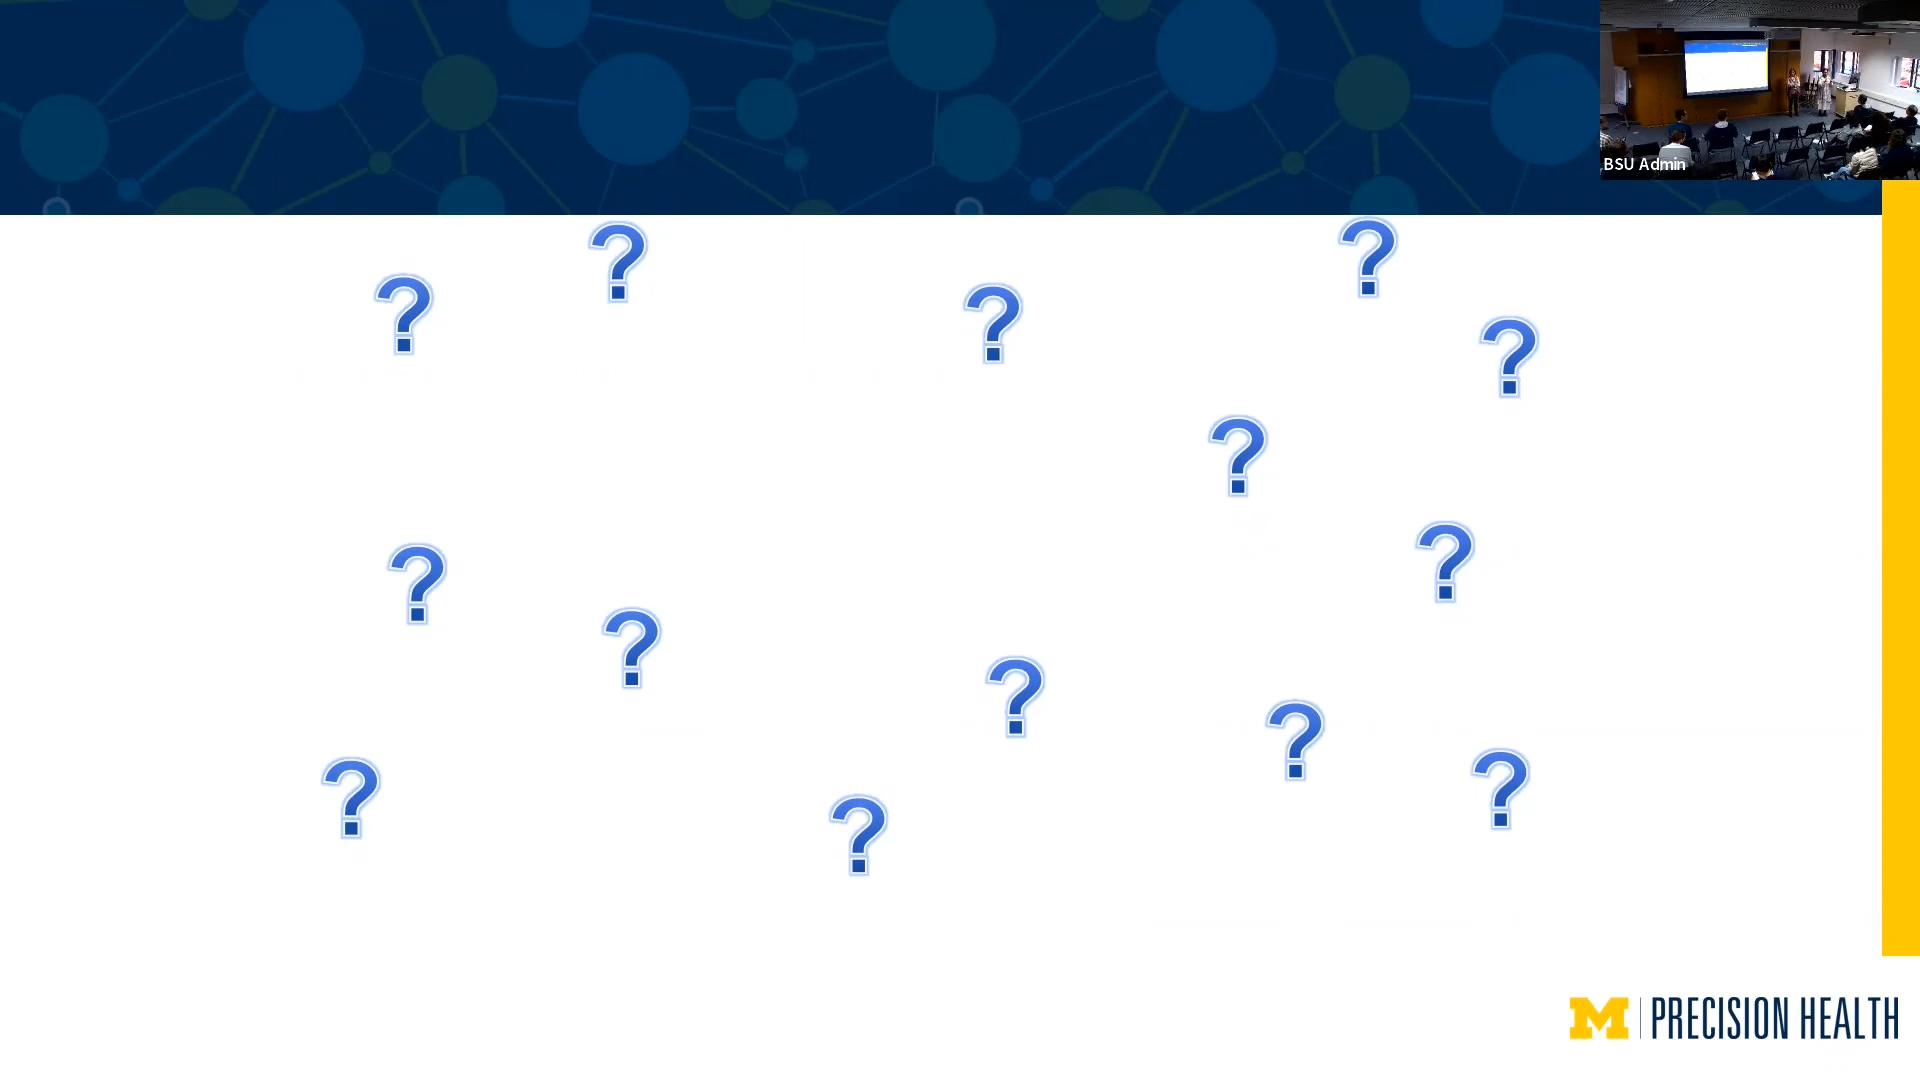 BSU Admin
? ? ? ? ?
?
? ?
? ? ?
? ? ?
M | PRECISION HEALTH